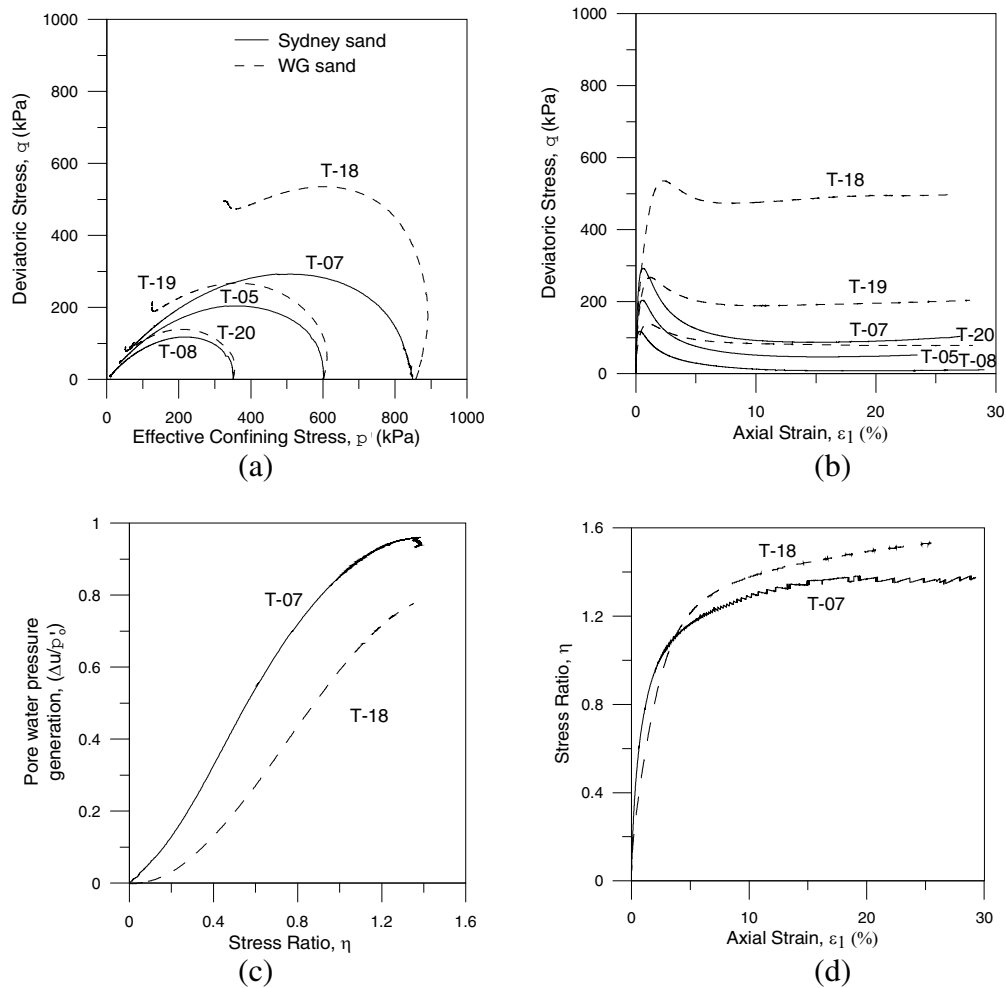 1000
800
600
400
200
0
Deviatoric Stress, q (kPa)
Sydney sand
WG sand
T-18
T-07
T-19
T-05
T-20
T-08
0 200 400 600 800 1000
Effective Confining Stress, p' (kPa)
(a)
1000
800
600
400
200
0
Deviatoric Stress, q (kPa)
T-18
T-19
T-07
T-20
T-05
T-08
0 10 20 30
Axial Strain, ε1 (%)
(b)
1
0.8
0.6
0.4
0.2
0
Pore water pressure
generation, (Δu/p'o)
T-07
T-18
0 0.4 0.8 1.2 1.6
Stress Ratio, η
(c)
1.6
1.2
0.8
0.4
0
Stress Ratio, η
T-18
T-07
0 10 20 30
Axial Strain, ε1 (%)
(d)